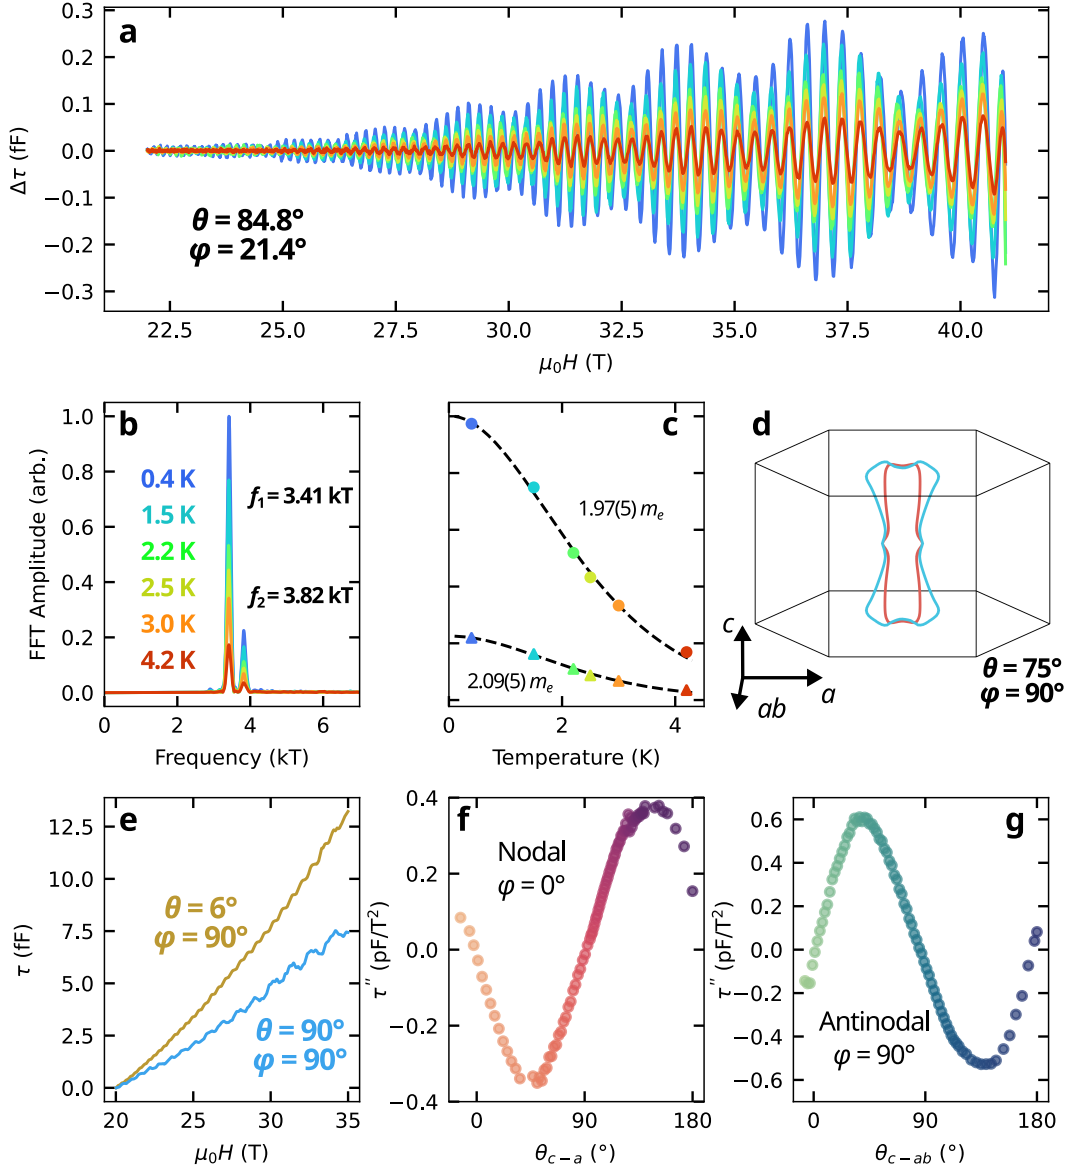 a
Δτ (fF)
0.3
0.2
0.1
0.0
−0.1
−0.2
−0.3
θ = 84.8°
φ = 21.4°
22.5 25.0 27.5 30.0 32.5 35.0 37.5 40.0
μ₀H (T)
b
FFT Amplitude (arb.)
1.0
0.8
0.6
0.4
0.2
0.0
0.4 K
1.5 K
2.2 K
2.5 K
3.0 K
4.2 K
f₁ = 3.41 kT
f₂ = 3.82 kT
0 2 4 6
Frequency (kT)
c
1.97(5) mₑ
2.09(5) mₑ
0 2 4
Temperature (K)
d
c
a
ab
θ = 75°
φ = 90°
e
τ (fF)
12.5
10.0
7.5
5.0
2.5
0.0
θ = 6°
φ = 90°
θ = 90°
φ = 90°
20 25 30 35
μ₀H (T)
f
τ″ (pF/T²)
0.4
0.2
0.0
−0.2
−0.4
Nodal
φ = 0°
0 90 180
θ_c−a (°)
g
τ″ (pF/T²)
0.6
0.4
0.2
0.0
−0.2
−0.4
−0.6
Antinodal
φ = 90°
0 90 180
θ_c−ab (°)